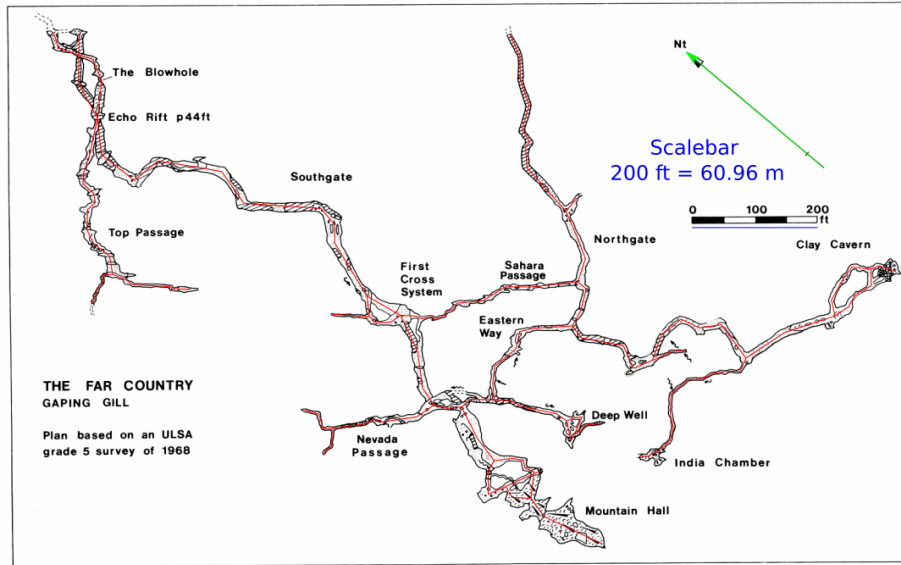 Nt
The Blowhole
Echo Rift p44ft
Scalebar
200 ft = 60.96 m
Southgate
0 100 200
ft
Top Passage
Northgate
Clay Cavern
First
Cross
System
Sahara
Passage
Eastern
Way
THE FAR COUNTRY
GAPING GILL
Plan based on an ULSA
grade 5 survey of 1968
Nevada
Passage
Deep Well
India Chamber
Mountain Hall